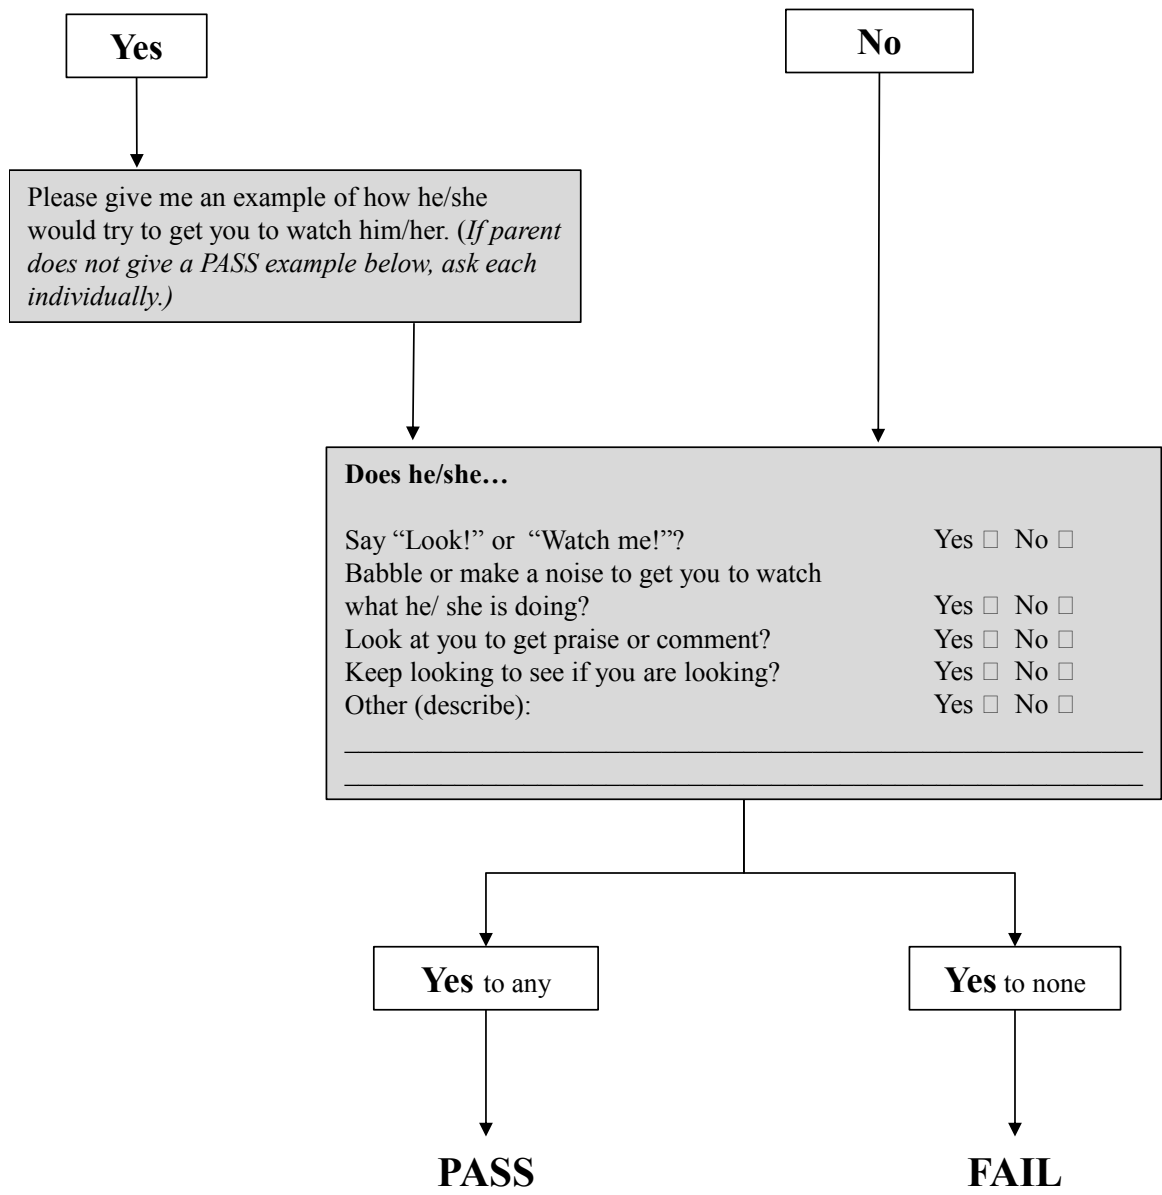 Yes
No
Please give me an example of how he/she
would try to get you to watch him/her. (If parent
does not give a PASS example below, ask each
individually.)
Does he/she…
Say “Look!” or  “Watch me!”? Yes □ No □
Babble or make a noise to get you to watch
what he/ she is doing? Yes □ No □
Look at you to get praise or comment? Yes □ No □
Keep looking to see if you are looking? Yes □ No □
Other (describe): Yes □ No □
Yes to any
Yes to none
PASS
FAIL